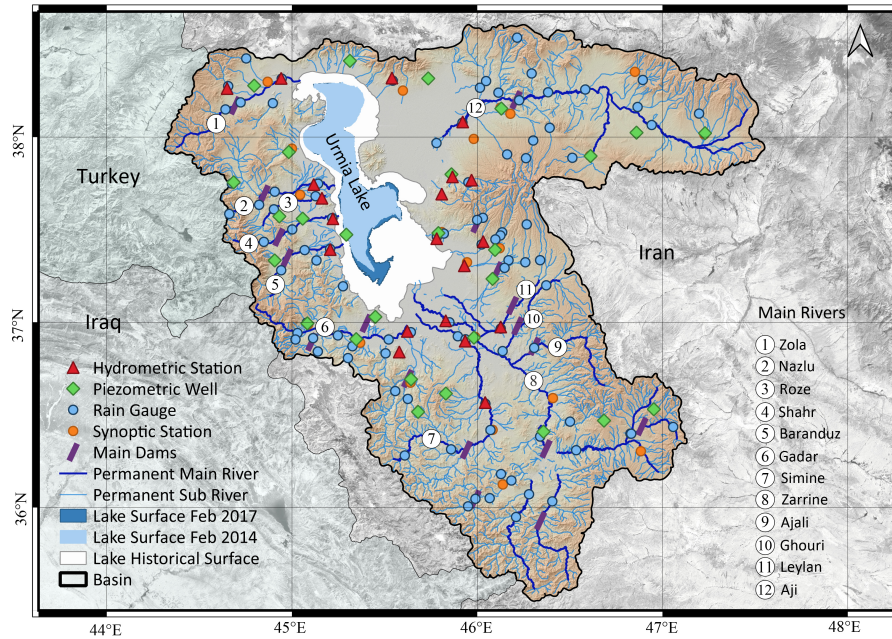 38°N
37°N
36°N
Turkey
Iraq
Iran
Urmia Lake
1
2
3
4
5
6
7
8
9
10
11
12
Hydrometric Station
Piezometric Well
Rain Gauge
Synoptic Station
Main Dams
Permanent Main River
Permanent Sub River
Lake Surface Feb 2017
Lake Surface Feb 2014
Lake Historical Surface
Basin
Main Rivers
1 Zola
2 Nazlu
3 Roze
4 Shahr
5 Baranduz
6 Gadar
7 Simine
8 Zarrine
9 Ajali
10 Ghouri
11 Leylan
12 Aji
44°E
45°E
46°E
47°E
48°E